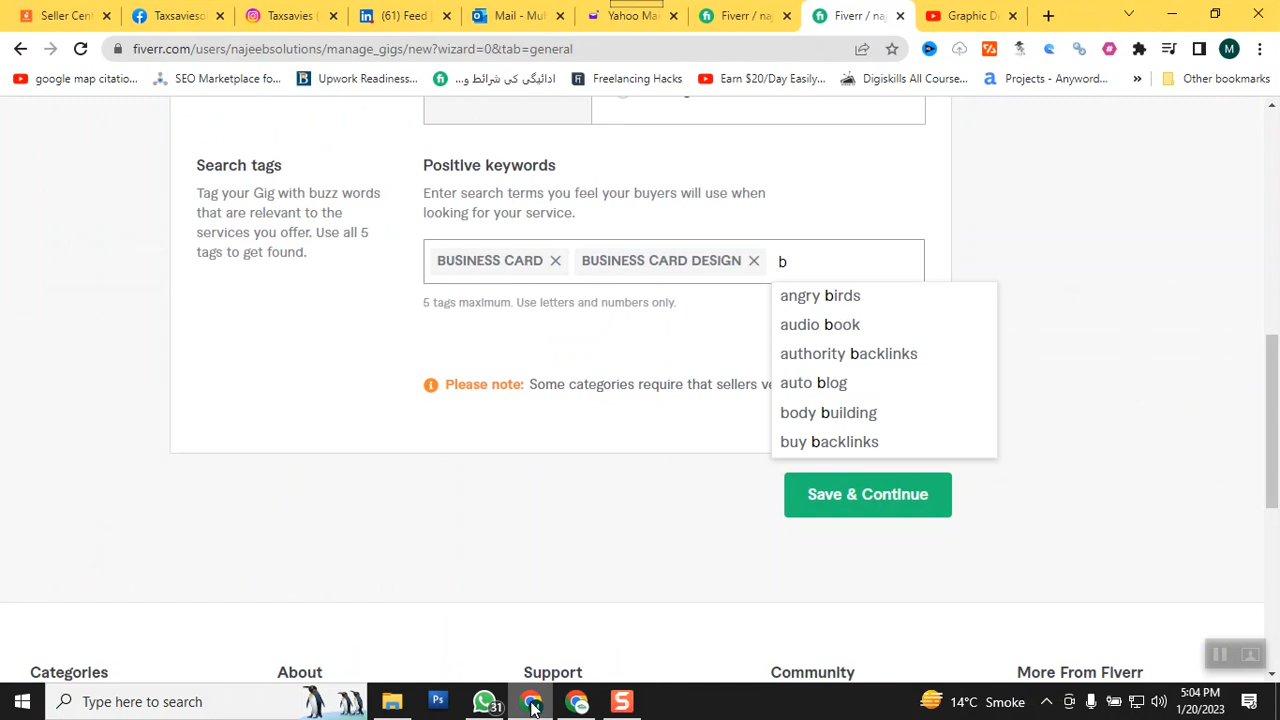 Seller Cent
Taxsavieso
Taxsavies (
(61) Feed |
Mail - Muh
Yahoo Mai
Fiverr / naj
Fiverr / naj
Graphic D
fiverr.com/users/najeebsolutions/manage_gigs/new?wizard=0&tab=general
M
google map citatio...
SEO Marketplace fo...
Upwork Readiness...
ادائیگی کی شرائط و...
Freelancing Hacks
Earn $20/Day Easily...
Digiskills All Course...
Projects - Anyword...
»
Other bookmarks
Search tags
Tag your Gig with buzz words
that are relevant to the
services you offer. Use all 5
tags to get found.
Positive keywords
Enter search terms you feel your buyers will use when
looking for your service.
BUSINESS CARD
BUSINESS CARD DESIGN
b
5 tags maximum. Use letters and numbers only.
angry birds
audio book
authority backlinks
auto blog
body building
buy backlinks
Please note: Some categories require that sellers ve
Save & Continue
Categories
About
Support
Community
More From Fiverr
Type here to search
Ps
31
S
14°C Smoke
5:04 PM
1/20/2023